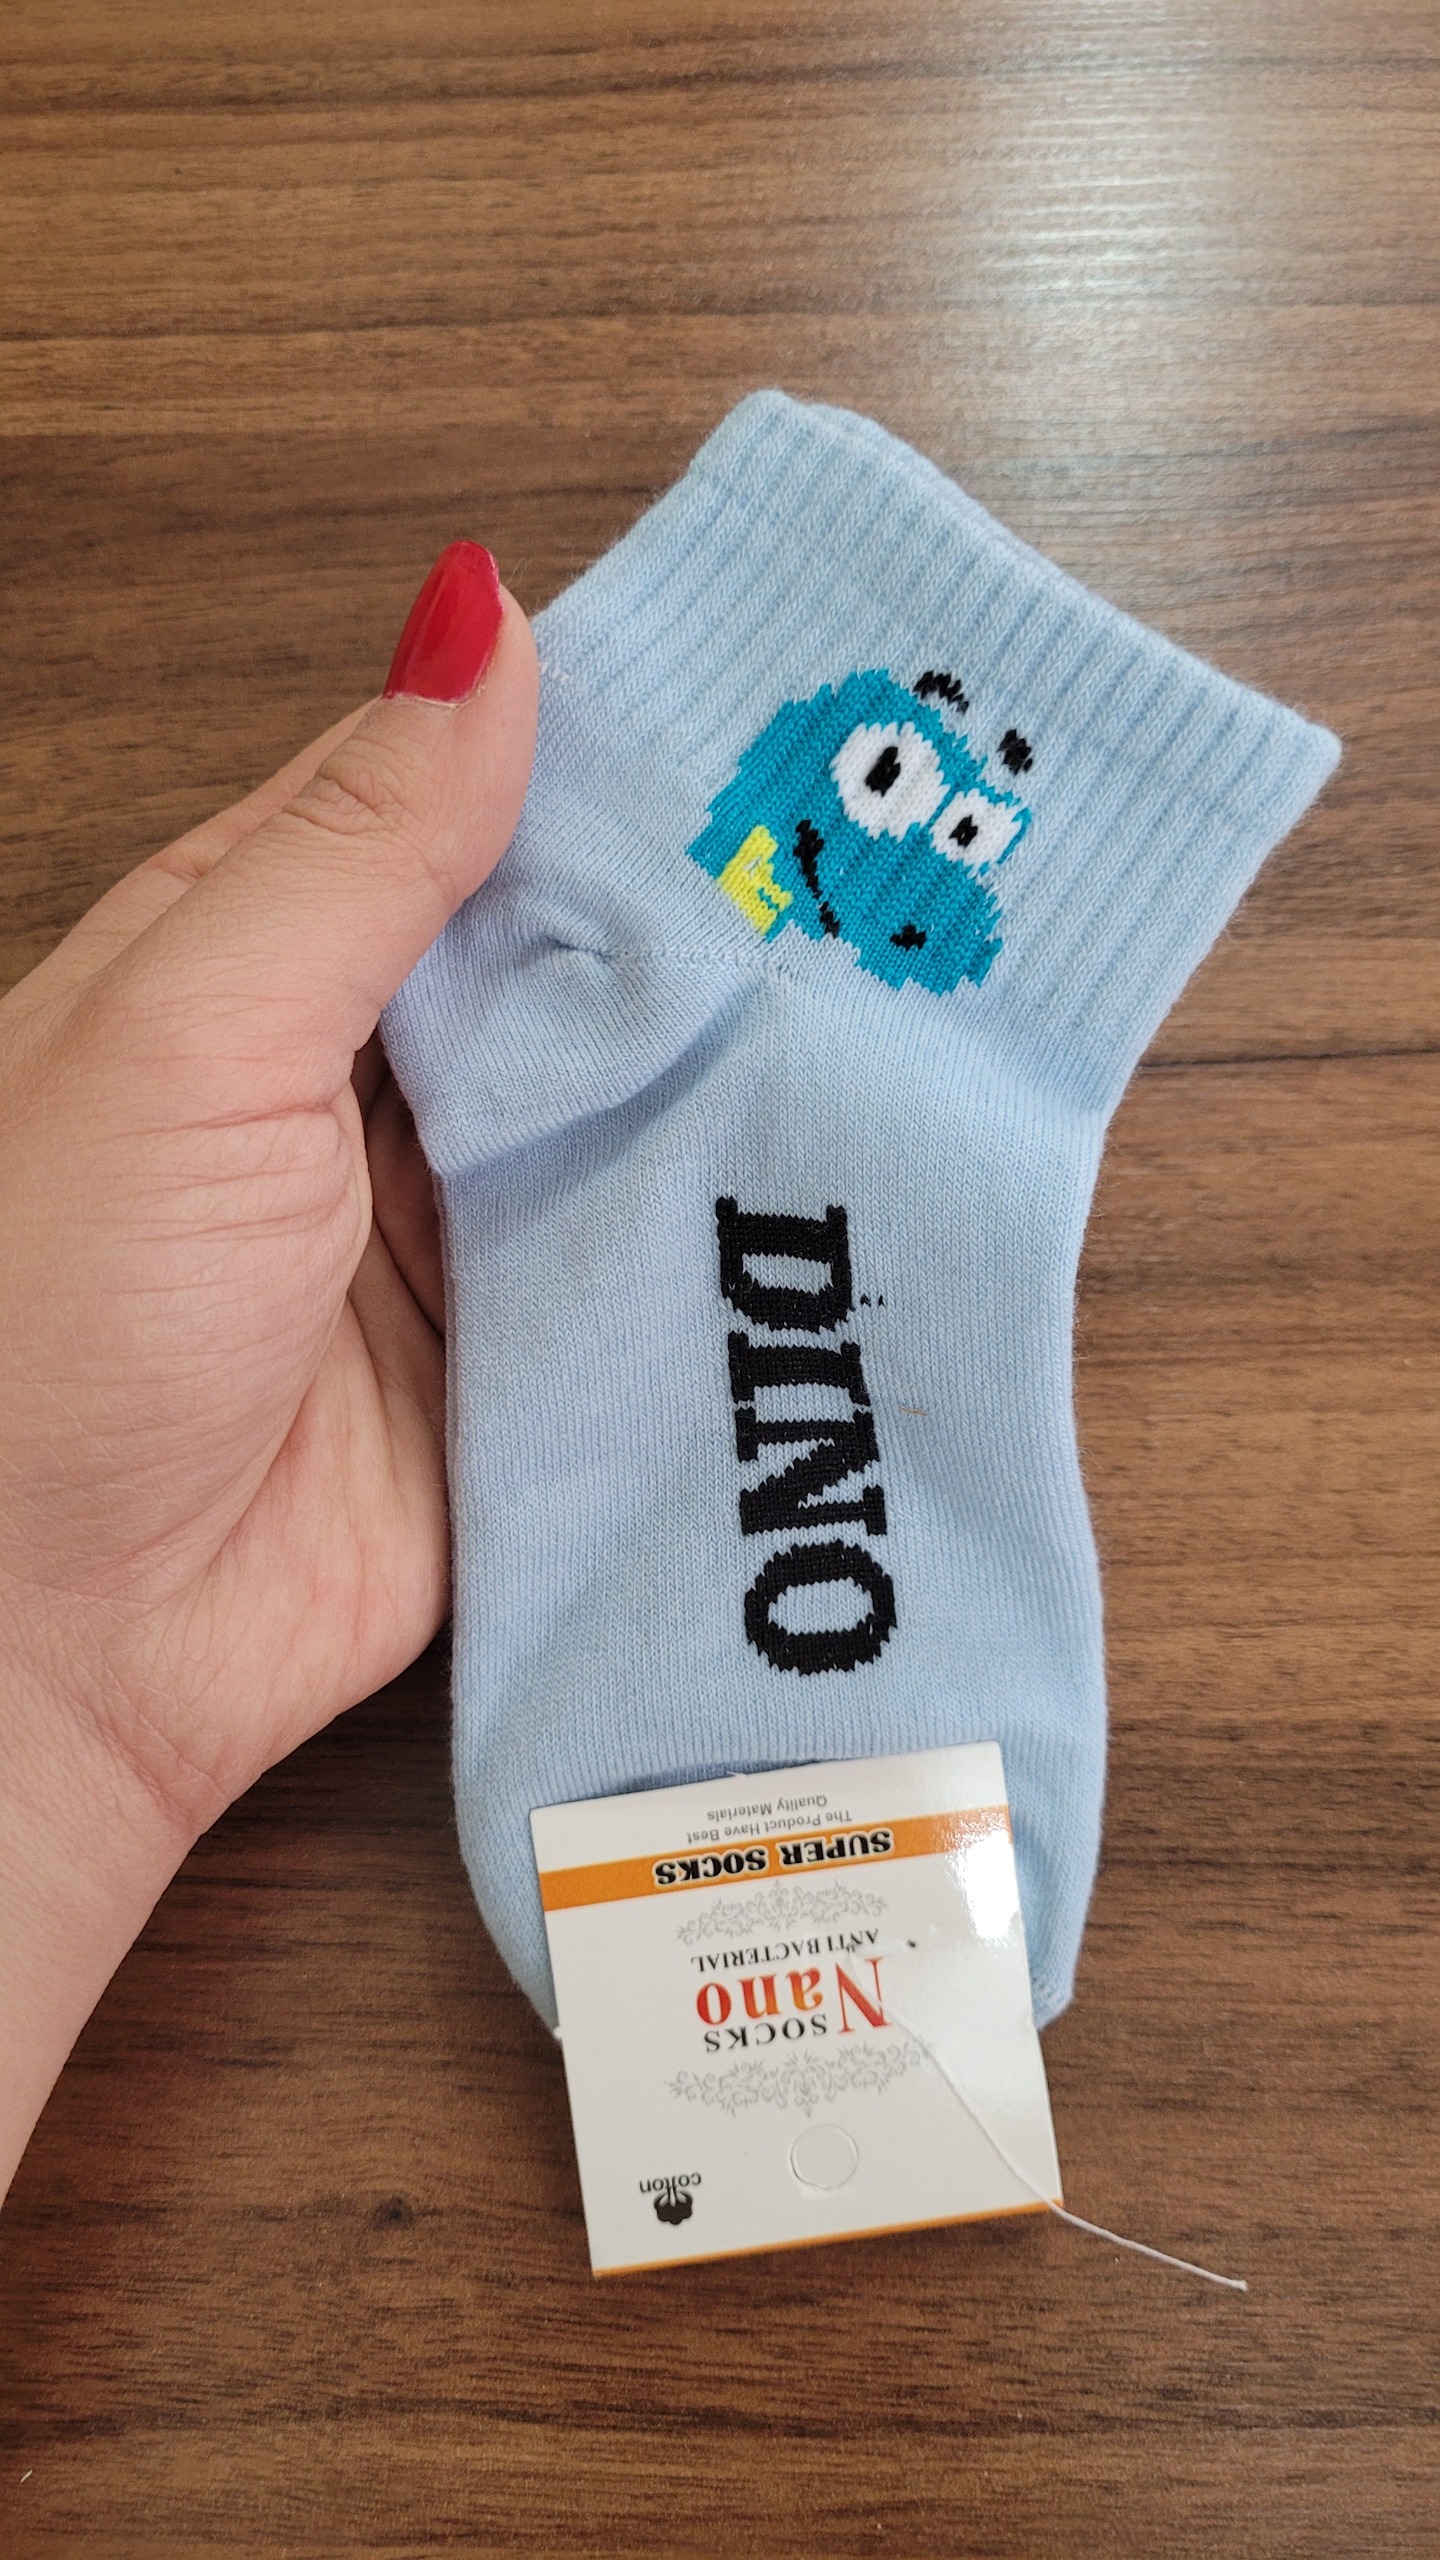 DINO
cotton
SOCKS
Nano
ANTI BACTERIAL
SUPER SOCKS
The Product Have Best
Quality Materials